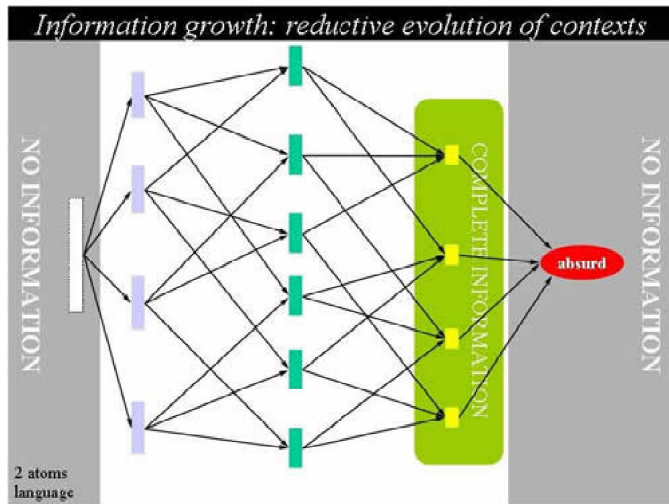 Information growth: reductive evolution of contexts
NO INFORMATION
COMPLETE INFORMATION
absurd
NO INFORMATION
2 atoms
language